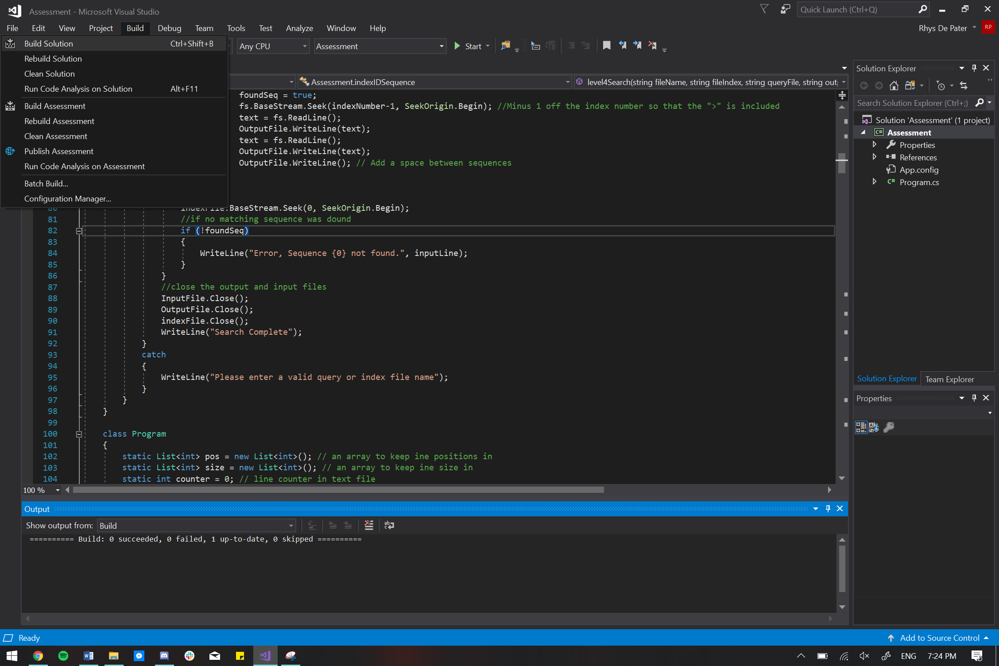 Assessment - Microsoft Visual Studio
Quick Launch (Ctrl+Q)
File Edit View Project Build Debug Team Tools Test Analyze Window Help
Rhys De Pater RP
Build Solution Ctrl+Shift+B
Rebuild Solution
Clean Solution
Run Code Analysis on Solution Alt+F11
Build Assessment
Rebuild Assessment
Clean Assessment
Publish Assessment
Run Code Analysis on Assessment
Batch Build...
Configuration Manager...
Any CPU Assessment Start
Assessment.indexIDSequence level4Search(string fileName, string fileIndex, string queryFile, string out
foundSeq = true;
fs.BaseStream.Seek(indexNumber-1, SeekOrigin.Begin); //Minus 1 off the index number so that the ">" is included
text = fs.ReadLine();
OutputFile.WriteLine(text);
text = fs.ReadLine();
OutputFile.WriteLine(text);
OutputFile.WriteLine(); // Add a space between sequences
80 indexFile.BaseStream.Seek(0, SeekOrigin.Begin);
81 //if no matching sequence was dound
82 if (!foundSeq)
83 {
84 WriteLine("Error, Sequence {0} not found.", inputLine);
85 }
86 }
87 //close the output and input files
88 InputFile.Close();
89 OutputFile.Close();
90 indexFile.Close();
91 WriteLine("Search Complete");
92 }
93 catch
94 {
95 WriteLine("Please enter a valid query or index file name");
96 }
97 }
98 }
99
100 class Program
101 {
102 static List<int> pos = new List<int>(); // an array to keep ine positions in
103 static List<int> size = new List<int>(); // an array to keep ine size in
104 static int counter = 0; // line counter in text file
100 %
Output
Show output from: Build
========== Build: 0 succeeded, 0 failed, 1 up-to-date, 0 skipped ==========
Solution Explorer
Search Solution Explorer (Ctrl+;)
Solution 'Assessment' (1 project)
C# Assessment
Properties
References
App.config
C# Program.cs
Solution Explorer Team Explorer
Properties
Ready
Add to Source Control
ENG 7:24 PM